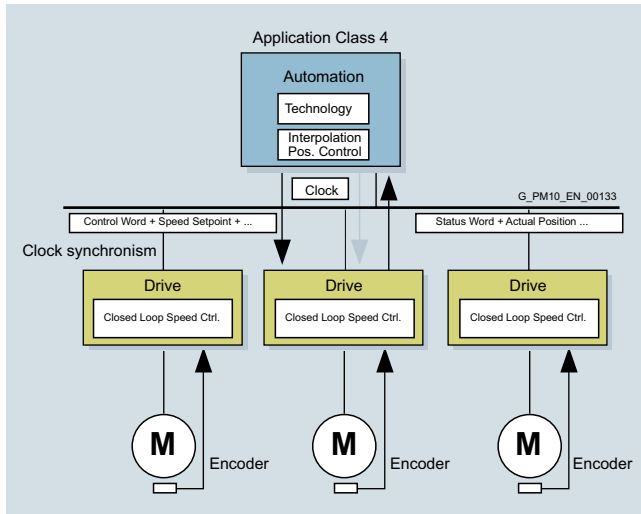 Application Class 4
Automation
Technology
Interpolation
Pos. Control
Clock
G_PM10_EN_00133
Control Word + Speed Setpoint + ...
Status Word + Actual Position ...
Clock synchronism
Drive
Drive
Drive
Closed Loop Speed Ctrl.
Closed Loop Speed Ctrl.
Closed Loop Speed Ctrl.
M
M
M
Encoder
Encoder
Encoder